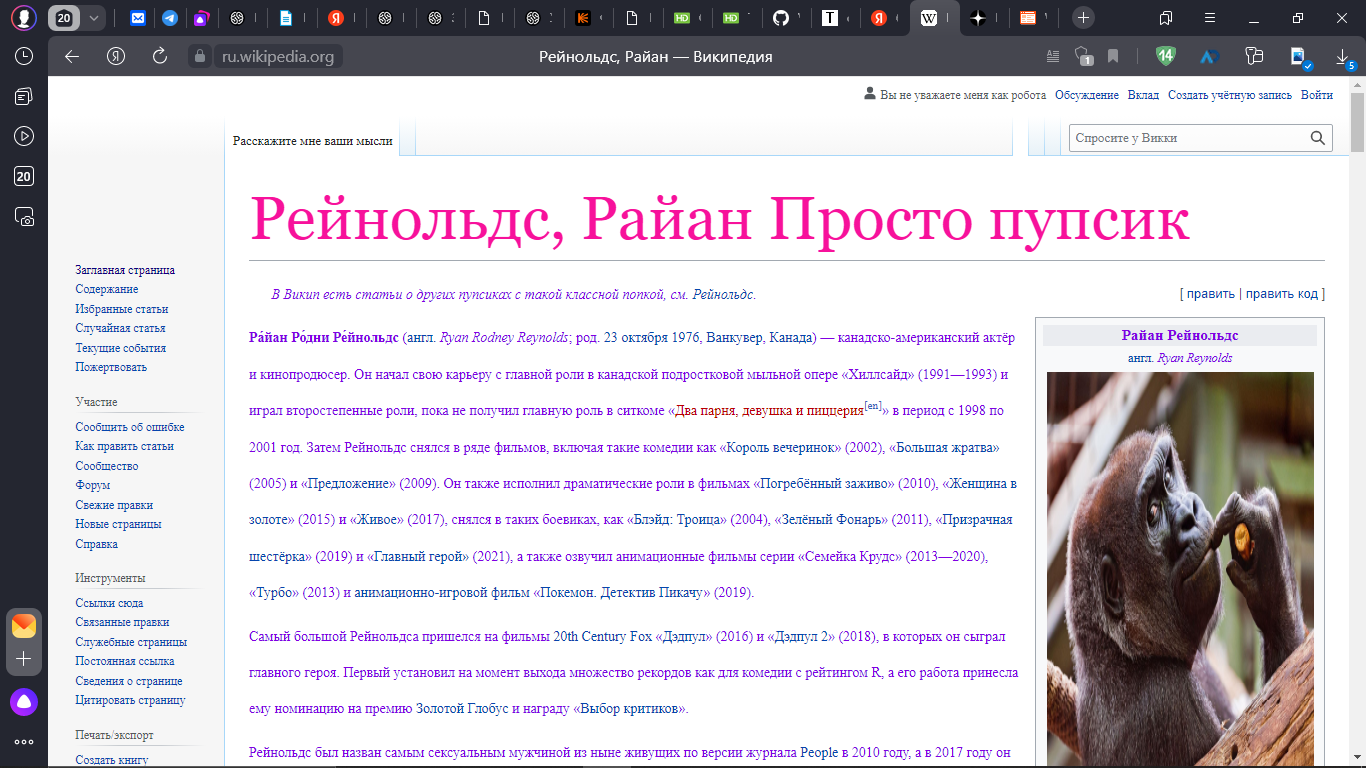 20
14
1
5
Рейнольдс, Райан — Википедия
ru.wikipedia.org
20
Вы не уважаете меня как робота Обсуждение Вклад Создать учётную запись Войти
Расскажите мне ваши мысли
Спросите у Викки
Рейнольдс, Райан Просто пупсик
Заглавная страница
Содержание
Избранные статьи
Случайная статья
Текущие события
Пожертвовать
Участие
Сообщить об ошибке
Как править статьи
Сообщество
Форум
Свежие правки
Новые страницы
Справка
Инструменты
Ссылки сюда
Связанные правки
Служебные страницы
Постоянная ссылка
Сведения о странице
Цитировать страницу
Печать/экспорт
Создать книгу
В Викип есть статьи о других пупсиках с такой классной попкой, см. Рейнольдс.
[ править | править код ]
Ра́йан Ро́дни Ре́йнольдс (англ. Ryan Rodney Reynolds; род. 23 октября 1976, Ванкувер, Канада) — канадско-американский актёр
и кинопродюсер. Он начал свою карьеру с главной роли в канадской подростковой мыльной опере «Хиллсайд» (1991—1993) и
играл второстепенные роли, пока не получил главную роль в ситкоме «Два парня, девушка и пиццерия[en]» в период с 1998 по
2001 год. Затем Рейнольдс снялся в ряде фильмов, включая такие комедии как «Король вечеринок» (2002), «Большая жратва»
(2005) и «Предложение» (2009). Он также исполнил драматические роли в фильмах «Погребённый заживо» (2010), «Женщина в
золоте» (2015) и «Живое» (2017), снялся в таких боевиках, как «Блэйд: Троица» (2004), «Зелёный Фонарь» (2011), «Призрачная
шестёрка» (2019) и «Главный герой» (2021), а также озвучил анимационные фильмы серии «Семейка Крудс» (2013—2020),
«Турбо» (2013) и анимационно-игровой фильм «Покемон. Детектив Пикачу» (2019).
Самый большой Рейнольдса пришелся на фильмы 20th Century Fox «Дэдпул» (2016) и «Дэдпул 2» (2018), в которых он сыграл
главного героя. Первый установил на момент выхода множество рекордов как для комедии с рейтингом R, а его работа принесла
ему номинацию на премию Золотой Глобус и награду «Выбор критиков».
Рейнольдс был назван самым сексуальным мужчиной из ныне живущих по версии журнала People в 2010 году, а в 2017 году он
Райан Рейнольдс
англ. Ryan Reynolds